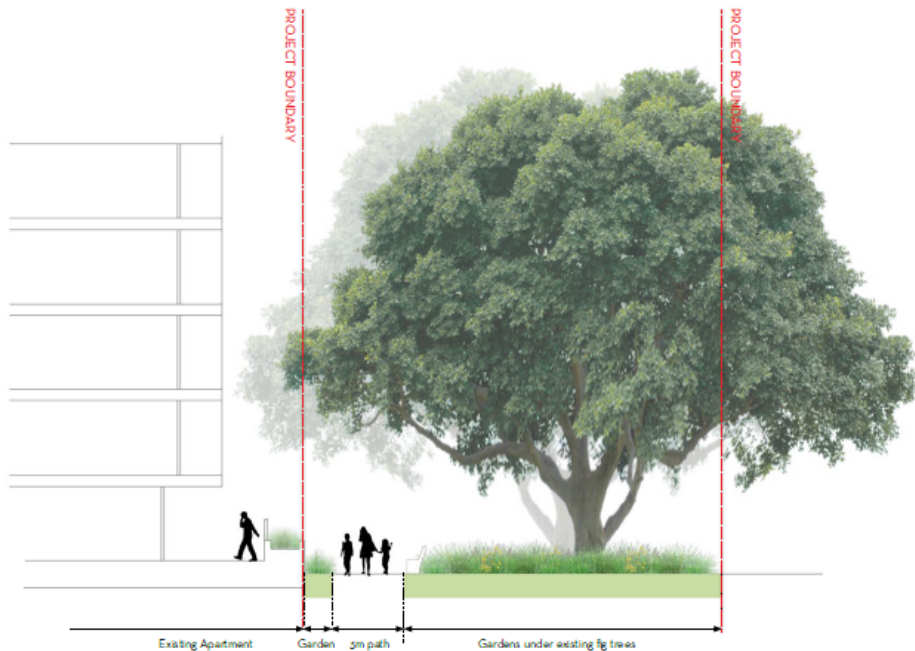 PROJECT BOUNDARY
PROJECT BOUNDARY
Existing Apartment
Garden
3m path
Gardens under existing fig trees